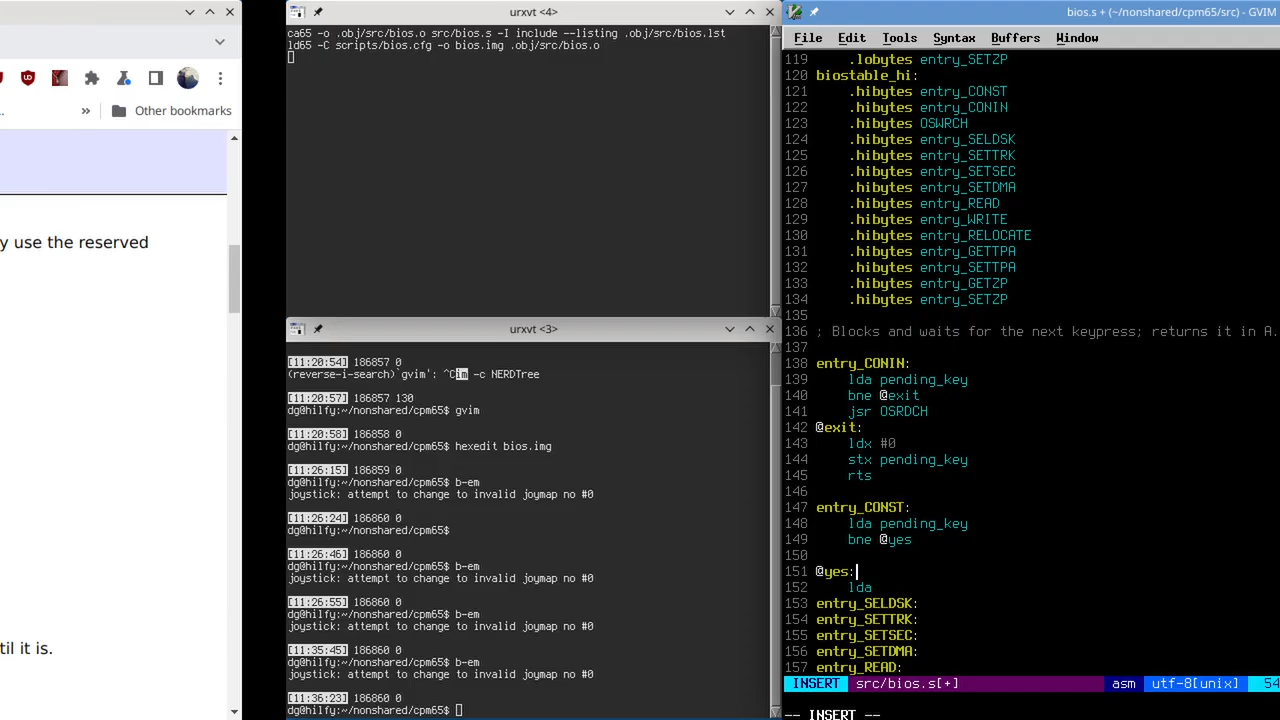 Other bookmarks
y use the reserved
til it is.
urxvt <4>
ca65 -o .obj/src/bios.o src/bios.s -I include --listing .obj/src/bios.lst
ld65 -C scripts/bios.cfg -o bios.img .obj/src/bios.o
urxvt <3>
[11:20:54] 186857 0
(reverse-i-search)`gvim': ^Cim -c NERDTree
[11:20:57] 186857 130
dg@hilfy:~/nonshared/cpm65$ gvim
[11:20:58] 186858 0
dg@hilfy:~/nonshared/cpm65$ hexedit bios.img
[11:26:15] 186859 0
dg@hilfy:~/nonshared/cpm65$ b-em
joystick: attempt to change to invalid joymap no #0
[11:26:24] 186860 0
dg@hilfy:~/nonshared/cpm65$
[11:26:46] 186860 0
dg@hilfy:~/nonshared/cpm65$ b-em
joystick: attempt to change to invalid joymap no #0
[11:26:55] 186860 0
dg@hilfy:~/nonshared/cpm65$ b-em
joystick: attempt to change to invalid joymap no #0
[11:35:45] 186860 0
dg@hilfy:~/nonshared/cpm65$ b-em
joystick: attempt to change to invalid joymap no #0
[11:36:23] 186860 0
dg@hilfy:~/nonshared/cpm65$
bios.s + (~/nonshared/cpm65/src) - GVIM
File Edit Tools Syntax Buffers Window
119 .lobytes entry_SETZP
120 biostable_hi:
121 .hibytes entry_CONST
122 .hibytes entry_CONIN
123 .hibytes OSWRCH
124 .hibytes entry_SELDSK
125 .hibytes entry_SETTRK
126 .hibytes entry_SETSEC
127 .hibytes entry_SETDMA
128 .hibytes entry_READ
129 .hibytes entry_WRITE
130 .hibytes entry_RELOCATE
131 .hibytes entry_GETTPA
132 .hibytes entry_SETTPA
133 .hibytes entry_GETZP
134 .hibytes entry_SETZP
135
136 ; Blocks and waits for the next keypress; returns it in A.
137
138 entry_CONIN:
139 lda pending_key
140 bne @exit
141 jsr OSRDCH
142 @exit:
143 ldx #0
144 stx pending_key
145 rts
146
147 entry_CONST:
148 lda pending_key
149 bne @yes
150
151 @yes:
152 lda
153 entry_SELDSK:
154 entry_SETTRK:
155 entry_SETSEC:
156 entry_SETDMA:
157 entry_READ:
INSERT src/bios.s[+] asm utf-8[unix] 54
-- INSERT --